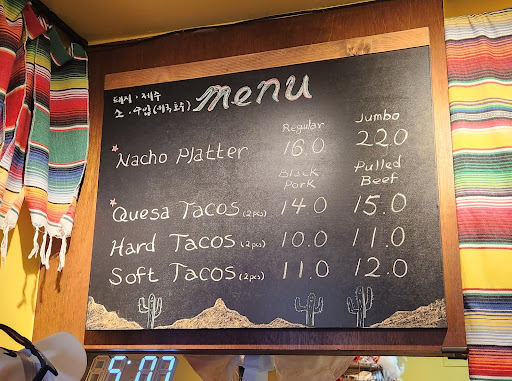 돼지 : 제주
소 : 수입(미국, 호주)
menu
Regular Jumbo
*Nacho Platter 16.0 22.0
Black Pork Pulled Beef
*Quesa Tacos (2pcs) 14.0 15.0
Hard Tacos (2pcs) 10.0 11.0
Soft Tacos (2pcs) 11.0 12.0
5:07